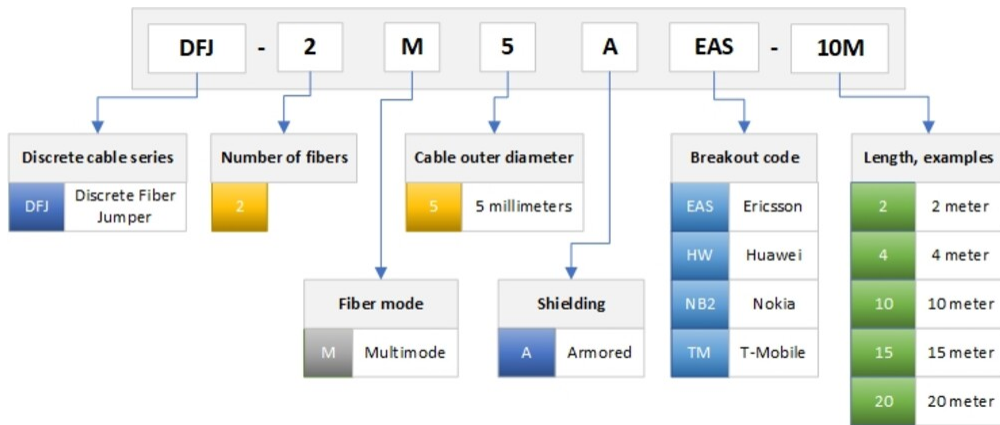 DFJ - 2 M 5 A EAS - 10M
Discrete cable series
DFJ Discrete Fiber
Jumper
Number of fibers
2
Cable outer diameter
5 5 millimeters
Breakout code
EAS Ericsson
HW Huawei
NB2 Nokia
TM T-Mobile
Length, examples
2 2 meter
4 4 meter
10 10 meter
15 15 meter
20 20 meter
Fiber mode
M Multimode
Shielding
A Armored